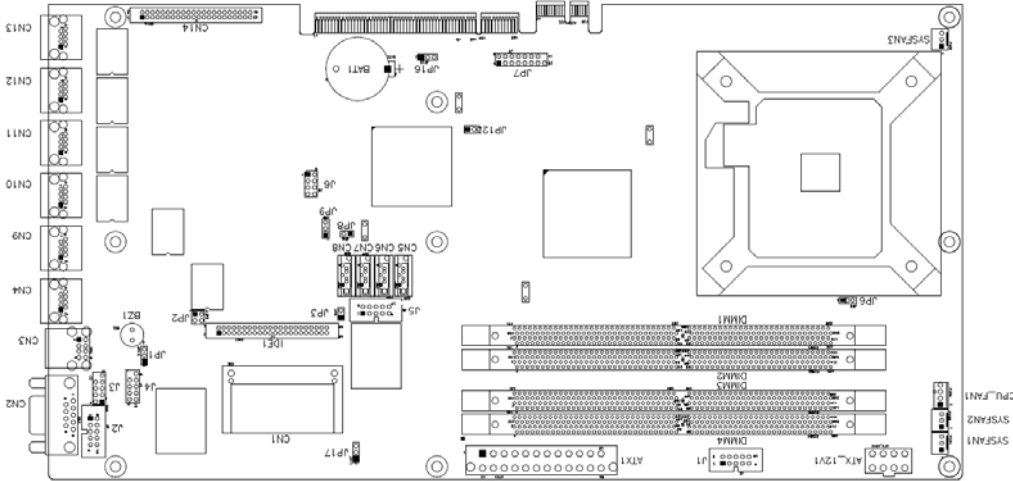 CN13
CN14
SYSFAN3
BAT1
JP16
JP7
CN12
CN11
JP12
CN10
J6
JP9
JP8
CN9
CN8
CN7
CN6
CN5
CN4
JP6
BZ1
JP2
JP3
J5
DIMM1
CN3
IDE1
JP1
DIMM2
DIMM3
J3
J4
CN2
CPU_FAN1
J2
CN1
SYSFAN2
DIMM4
SYSFAN1
JP17
ATX1
J1
ATX_12V1